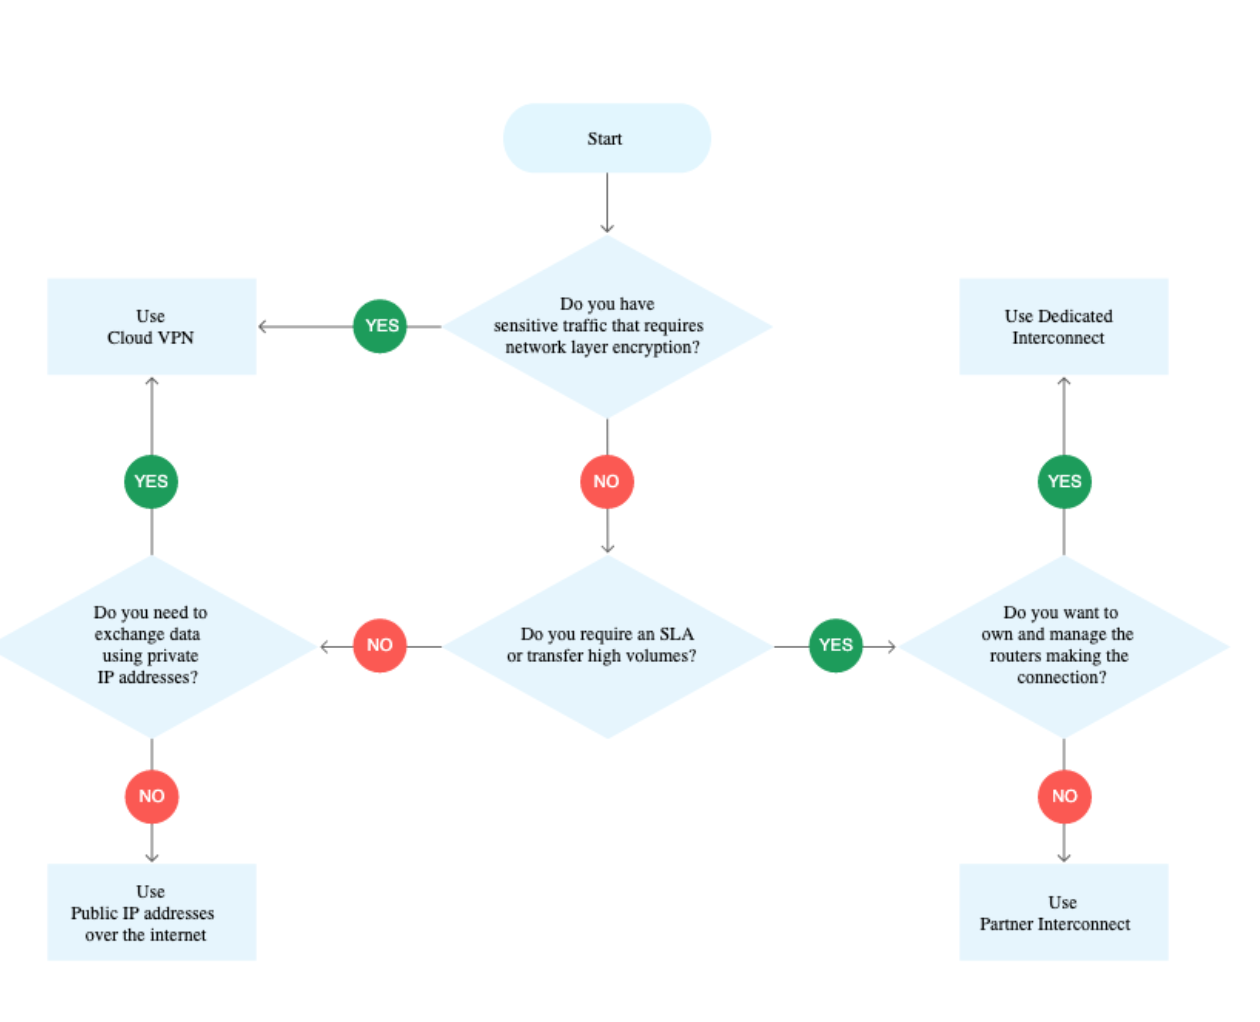 Start
Do you have
sensitive traffic that requires
network layer encryption?
YES
Use
Cloud VPN
Use Dedicated
Interconnect
YES
NO
YES
Do you need to
exchange data
using private
IP addresses?
NO
Do you require an SLA
or transfer high volumes?
YES
Do you want to
own and manage the
routers making the
connection?
NO
NO
Use
Public IP addresses
over the internet
Use
Partner Interconnect